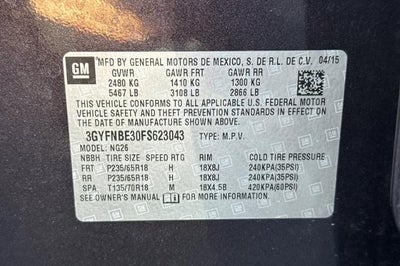 GM
MFD BY GENERAL MOTORS DE MEXICO, S. DE R.L. DE C.V. 04/15
GVWR GAWR FRT GAWR RR
2480 KG 1410 KG 1300 KG
5467 LB 3108 LB 2866 LB
THIS VEHICLE CONFORMS TO ALL APPLICABLE U.S. FEDERAL MOTOR
VEHICLE SAFETY AND THEFT PREVENTION STANDARDS IN EFFECT ON
THE DATE OF MANUFACTURE SHOWN ABOVE.
3GYFNBE30FS623043 TYPE: M.P.V.
MODEL: NG26
NBBH TIRE SIZE SPEED RTG RIM COLD TIRE PRESSURE
FRT P235/65R18 H 18X8J 240KPA(35PSI)
RR P235/65R18 H 18X8J 240KPA(35PSI)
SPA T135/70R18 M 18X4.5B 420KPA(60PSI)
SEE OWNER'S MANUAL FOR MORE INFORMATION.